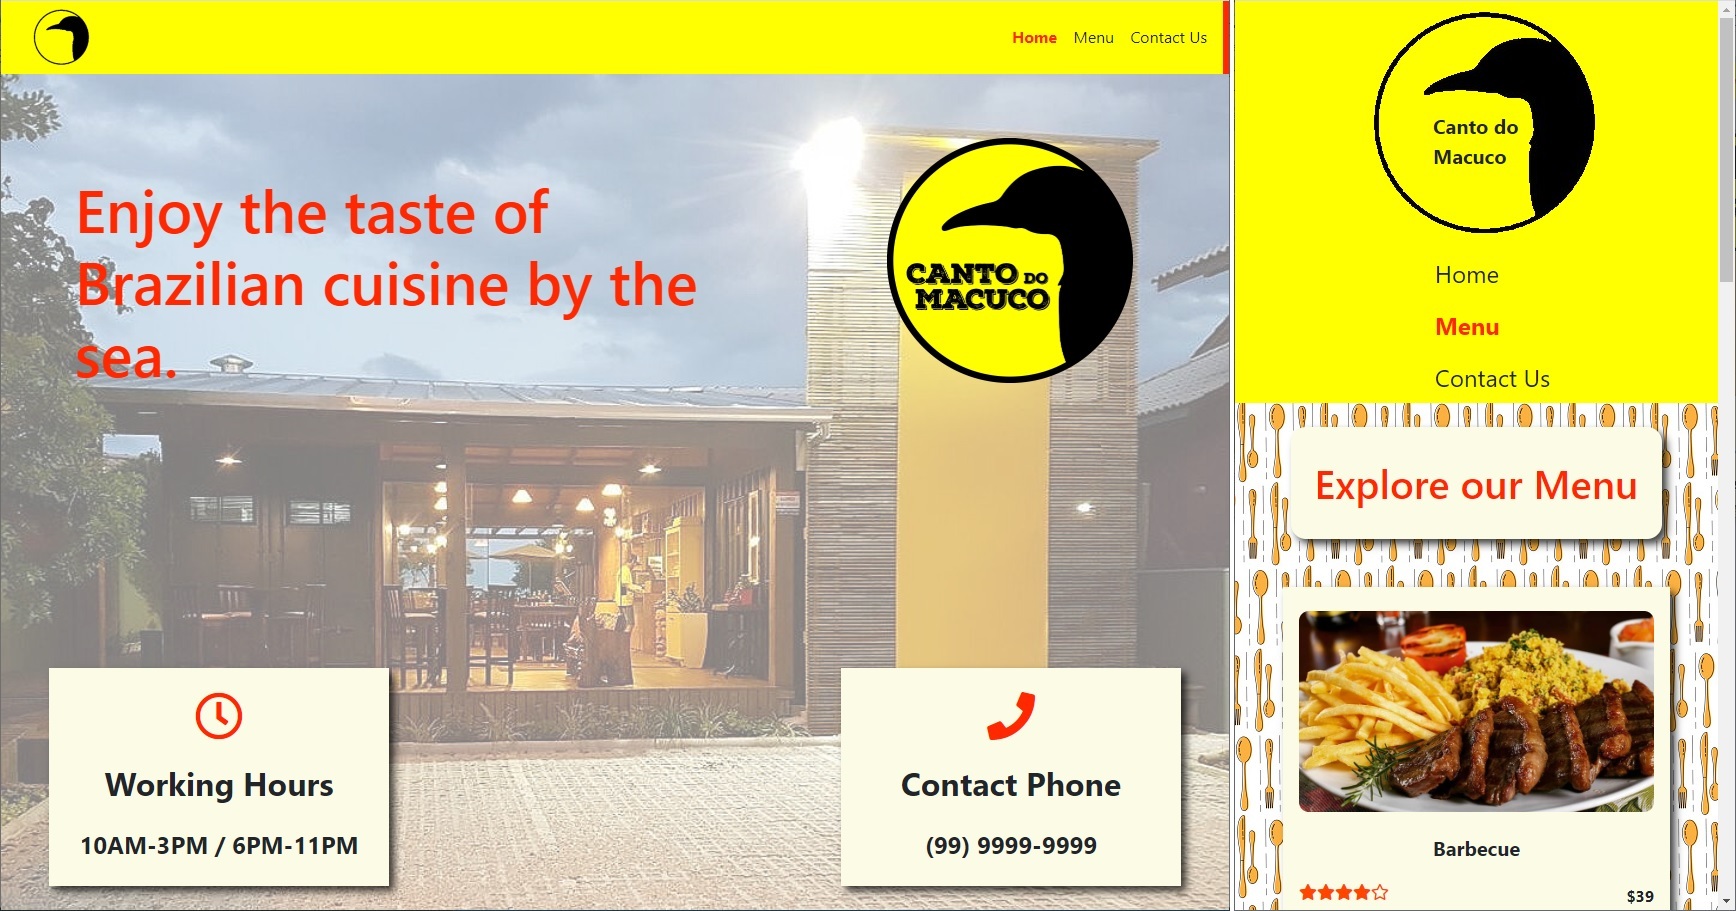 Home Menu Contact Us
Enjoy the taste of
Brazilian cuisine by the
sea.
CANTO DO
MACUCO
Working Hours
10AM-3PM / 6PM-11PM
Contact Phone
(99) 9999-9999
Canto do
Macuco
Home
Menu
Contact Us
Explore our Menu
Barbecue
$39